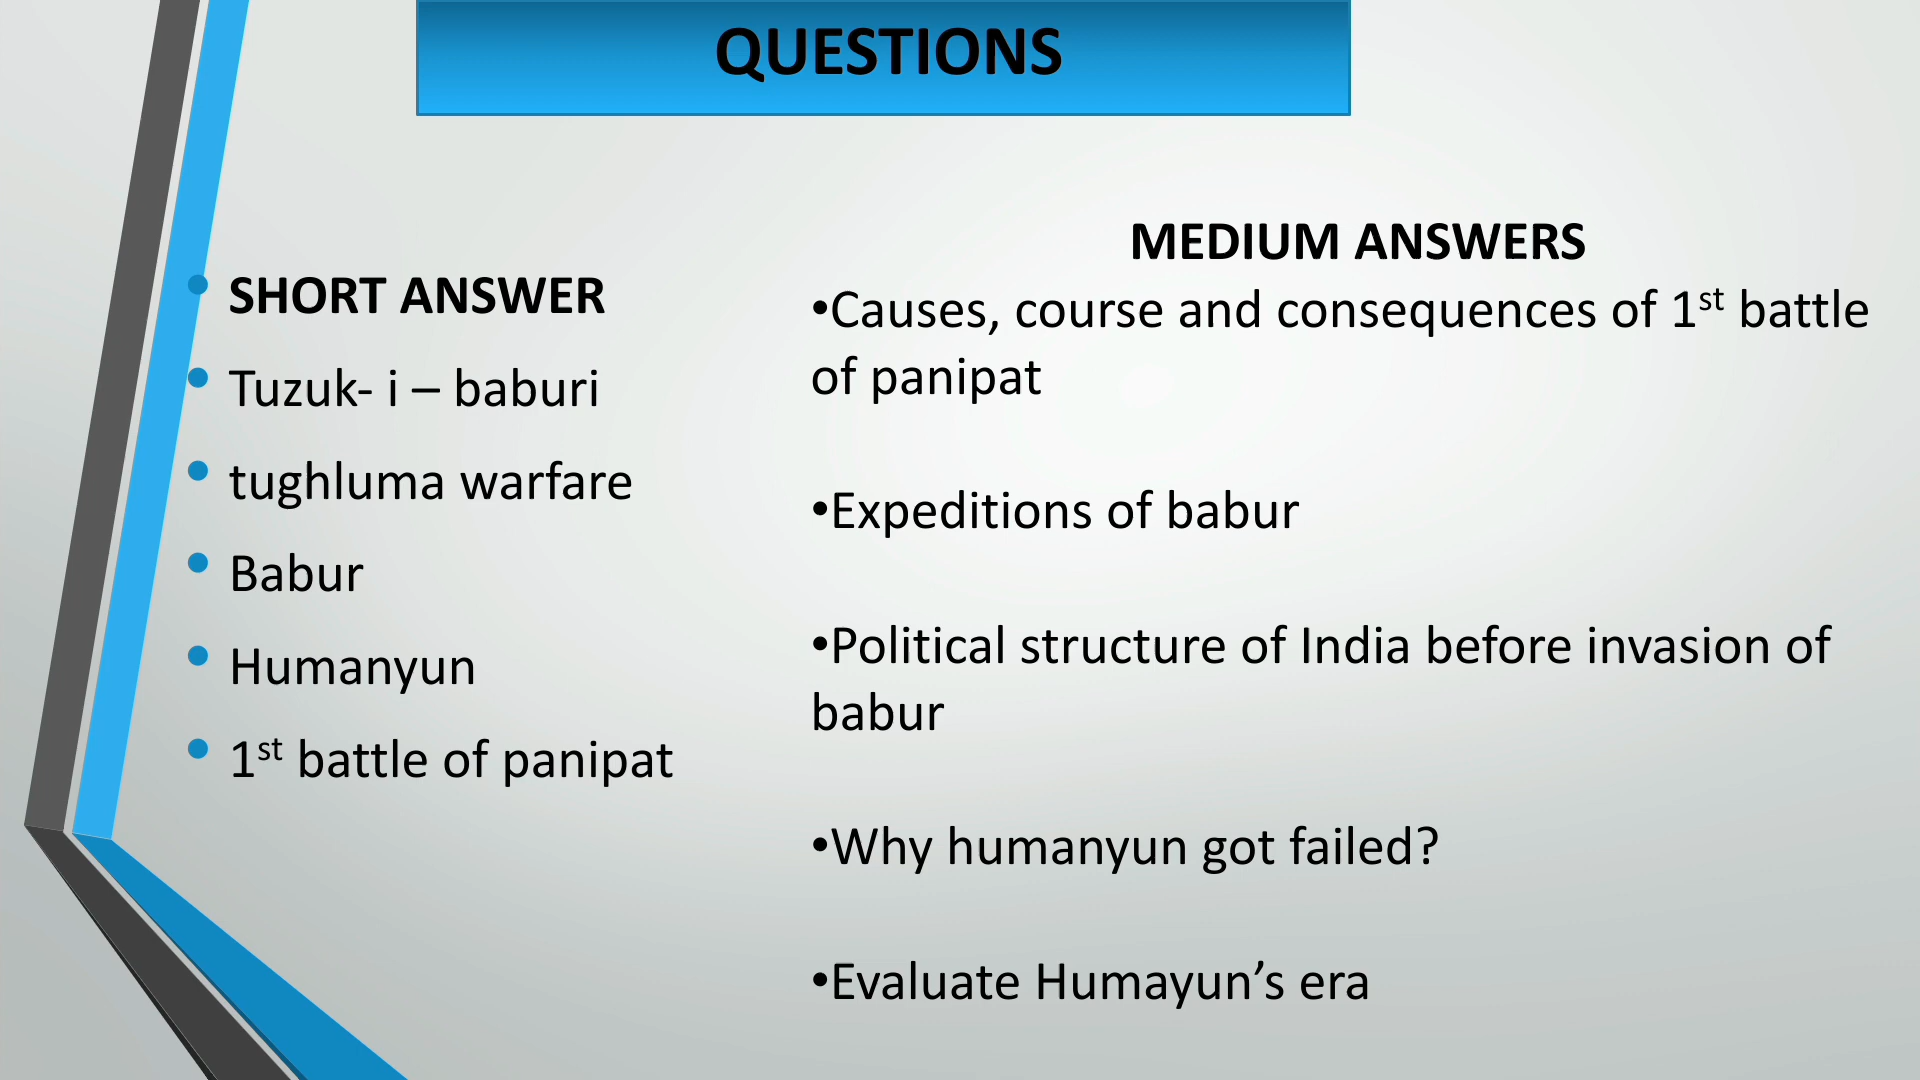 QUESTIONS
• SHORT ANSWER
• Tuzuk- i – baburi
• tughluma warfare
• Babur
• Humanyun
• 1st battle of panipat
MEDIUM ANSWERS
•Causes, course and consequences of 1st battle
of panipat
•Expeditions of babur
•Political structure of India before invasion of
babur
•Why humanyun got failed?
•Evaluate Humayun’s era